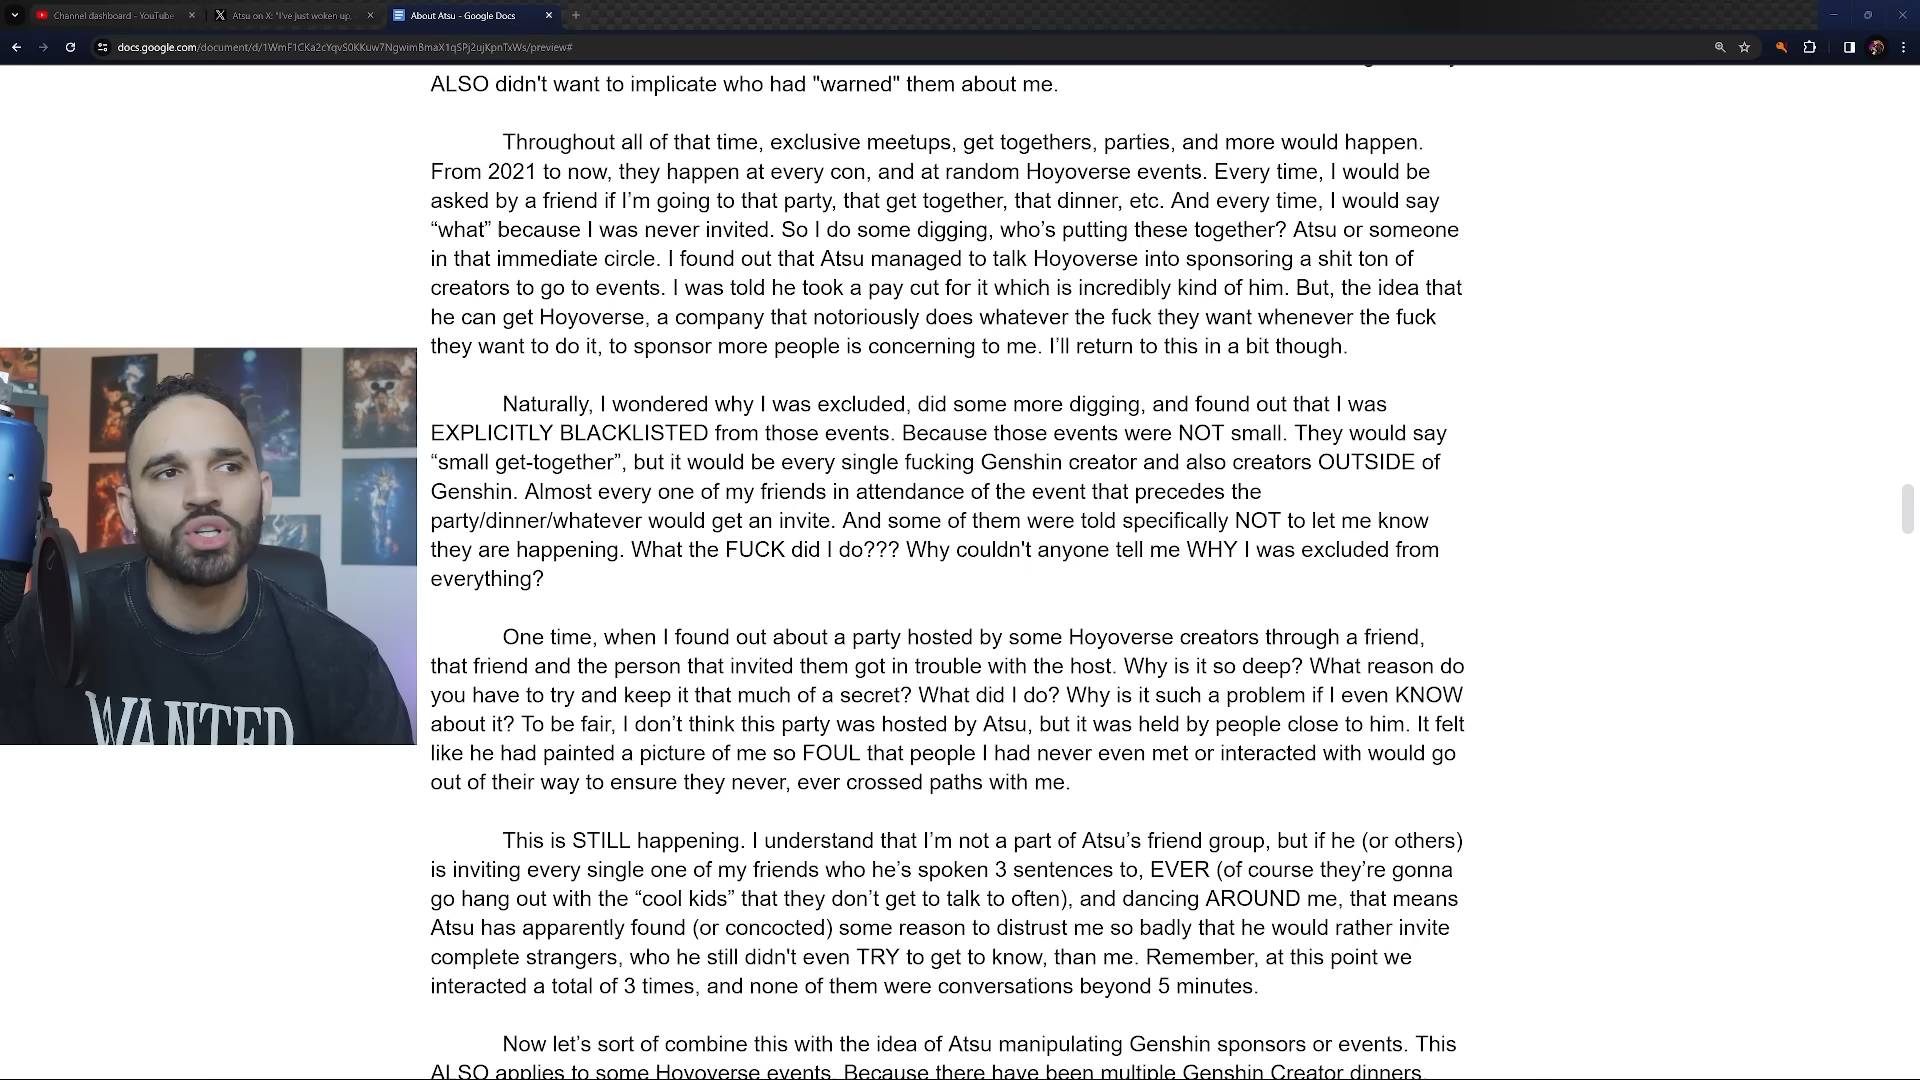 Channel dashboard - YouTube
Atsu on X: "I've just woken up,
About Atsu - Google Docs
docs.google.com/document/d/1WmF1CKa2cYqvS0KKuw7NgwimBmaX1qSPj2ujKpnTxWs/preview#
ALSO didn't want to implicate who had "warned" them about me.
Throughout all of that time, exclusive meetups, get togethers, parties, and more would happen.
From 2021 to now, they happen at every con, and at random Hoyoverse events. Every time, I would be
asked by a friend if I’m going to that party, that get together, that dinner, etc. And every time, I would say
“what” because I was never invited. So I do some digging, who’s putting these together? Atsu or someone
in that immediate circle. I found out that Atsu managed to talk Hoyoverse into sponsoring a shit ton of
creators to go to events. I was told he took a pay cut for it which is incredibly kind of him. But, the idea that
he can get Hoyoverse, a company that notoriously does whatever the fuck they want whenever the fuck
they want to do it, to sponsor more people is concerning to me. I’ll return to this in a bit though.
Naturally, I wondered why I was excluded, did some more digging, and found out that I was
EXPLICITLY BLACKLISTED from those events. Because those events were NOT small. They would say
“small get-together”, but it would be every single fucking Genshin creator and also creators OUTSIDE of
Genshin. Almost every one of my friends in attendance of the event that precedes the
party/dinner/whatever would get an invite. And some of them were told specifically NOT to let me know
they are happening. What the FUCK did I do??? Why couldn't anyone tell me WHY I was excluded from
everything?
One time, when I found out about a party hosted by some Hoyoverse creators through a friend,
that friend and the person that invited them got in trouble with the host. Why is it so deep? What reason do
you have to try and keep it that much of a secret? What did I do? Why is it such a problem if I even KNOW
about it? To be fair, I don’t think this party was hosted by Atsu, but it was held by people close to him. It felt
like he had painted a picture of me so FOUL that people I had never even met or interacted with would go
out of their way to ensure they never, ever crossed paths with me.
This is STILL happening. I understand that I’m not a part of Atsu’s friend group, but if he (or others)
is inviting every single one of my friends who he’s spoken 3 sentences to, EVER (of course they’re gonna
go hang out with the “cool kids” that they don’t get to talk to often), and dancing AROUND me, that means
Atsu has apparently found (or concocted) some reason to distrust me so badly that he would rather invite
complete strangers, who he still didn't even TRY to get to know, than me. Remember, at this point we
interacted a total of 3 times, and none of them were conversations beyond 5 minutes.
Now let’s sort of combine this with the idea of Atsu manipulating Genshin sponsors or events. This
ALSO applies to some Hoyoverse events. Because there have been multiple Genshin Creator dinners,
WANTED